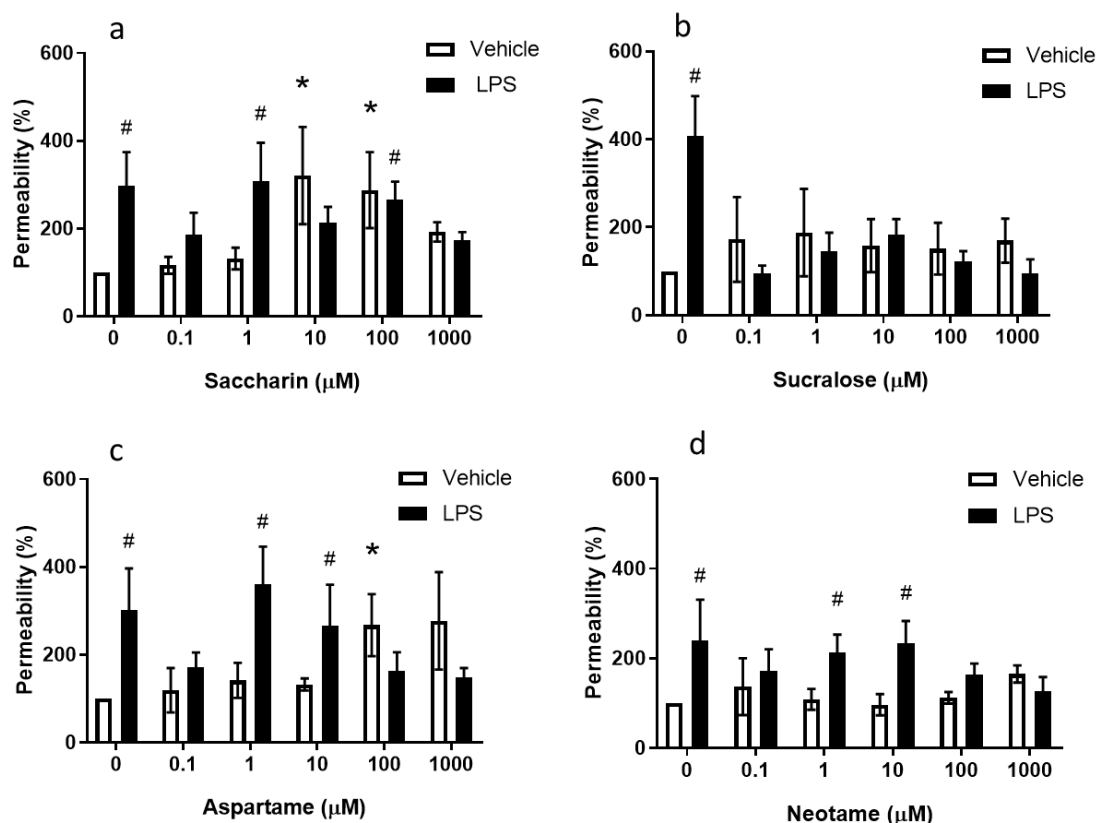 a
600
400
200
0
Permeability (%)
Vehicle
LPS
#
#
*
*
#
0 0.1 1 10 100 1000
Saccharin (μM)
b
600
400
200
0
Permeability (%)
Vehicle
LPS
#
0 0.1 1 10 100 1000
Sucralose (μM)
c
600
400
200
0
Permeability (%)
Vehicle
LPS
#
#
#
*
0 0.1 1 10 100 1000
Aspartame (μM)
d
600
400
200
0
Permeability (%)
Vehicle
LPS
#
#
#
0 0.1 1 10 100 1000
Neotame (μM)